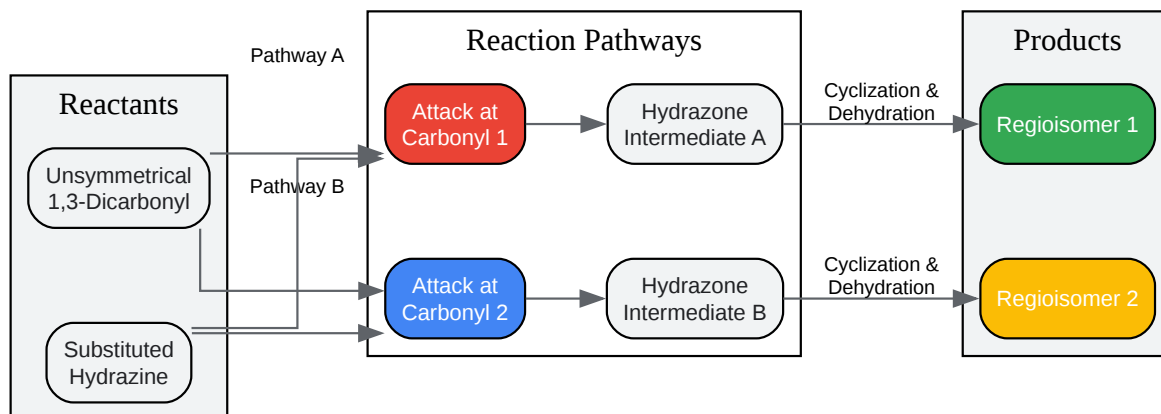 Reactants
Unsymmetrical
1,3-Dicarbonyl
Substituted
Hydrazine
Pathway A
Pathway B
Reaction Pathways
Attack at
Carbonyl 1
Hydrazone
Intermediate A
Attack at
Carbonyl 2
Hydrazone
Intermediate B
Cyclization &
Dehydration
Cyclization &
Dehydration
Products
Regioisomer 1
Regioisomer 2